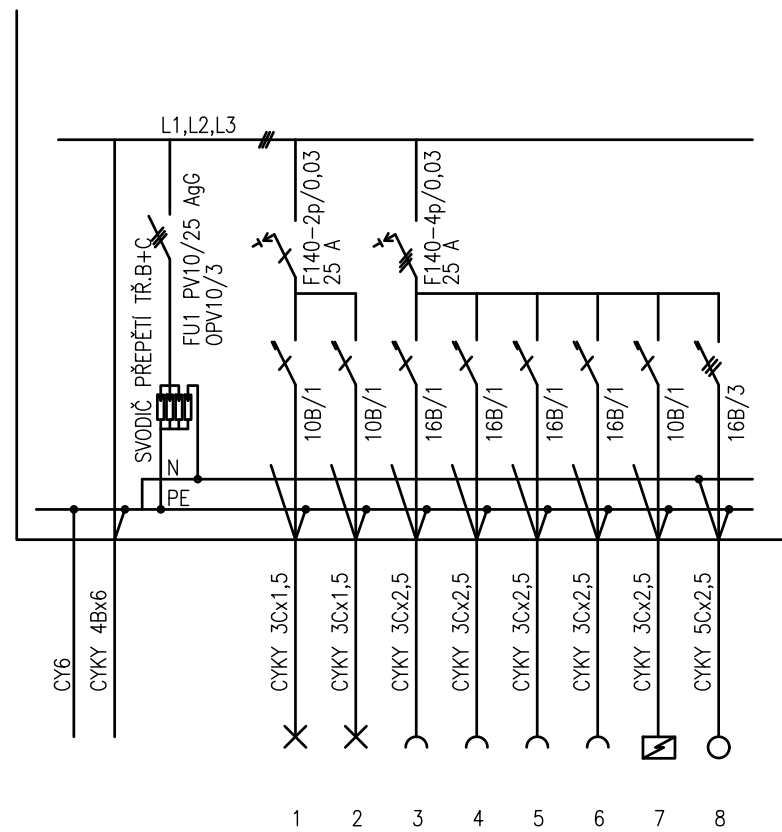 L1,L2,L3
SVODIČ PŘEPĚTÍ TŘ.B+C
FU1 PV10/25 AgG
OPV10/3
F140-2p/0,03
25 A
F140-4p/0,03
25 A
10B/1
10B/1
16B/1
16B/1
16B/1
16B/1
10B/1
16B/3
N
PE
CY6
CYKY 4Bx6
CYKY 3Cx1,5
CYKY 3Cx1,5
CYKY 3Cx2,5
CYKY 3Cx2,5
CYKY 3Cx2,5
CYKY 3Cx2,5
CYKY 3Cx2,5
CYKY 5Cx2,5
1 2 3 4 5 6 7 8